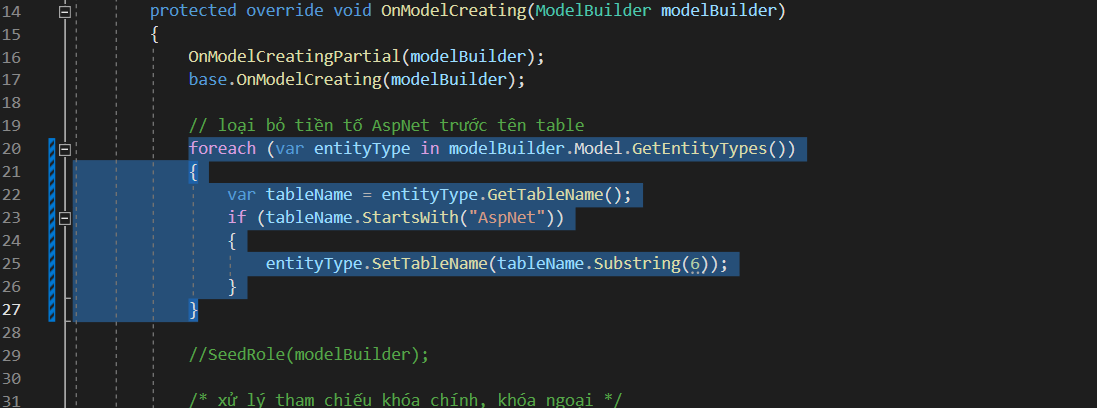 14 protected override void OnModelCreating(ModelBuilder modelBuilder)
15 {
16 OnModelCreatingPartial(modelBuilder);
17 base.OnModelCreating(modelBuilder);
18
19 // loại bỏ tiền tố AspNet trước tên table
20 foreach (var entityType in modelBuilder.Model.GetEntityTypes())
21 {
22 var tableName = entityType.GetTableName();
23 if (tableName.StartsWith("AspNet"))
24 {
25 entityType.SetTableName(tableName.Substring(6));
26 }
27 }
28
29 //SeedRole(modelBuilder);
30
31 /* xử lý tham chiếu khóa chính, khóa ngoại */